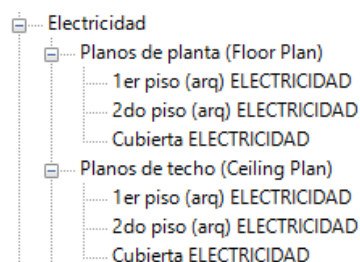 Electricidad
Planos de planta (Floor Plan)
1er piso (arq) ELECTRICIDAD
2do piso (arq) ELECTRICIDAD
Cubierta ELECTRICIDAD
Planos de techo (Ceiling Plan)
1er piso (arq) ELECTRICIDAD
2do piso (arq) ELECTRICIDAD
Cubierta ELECTRICIDAD